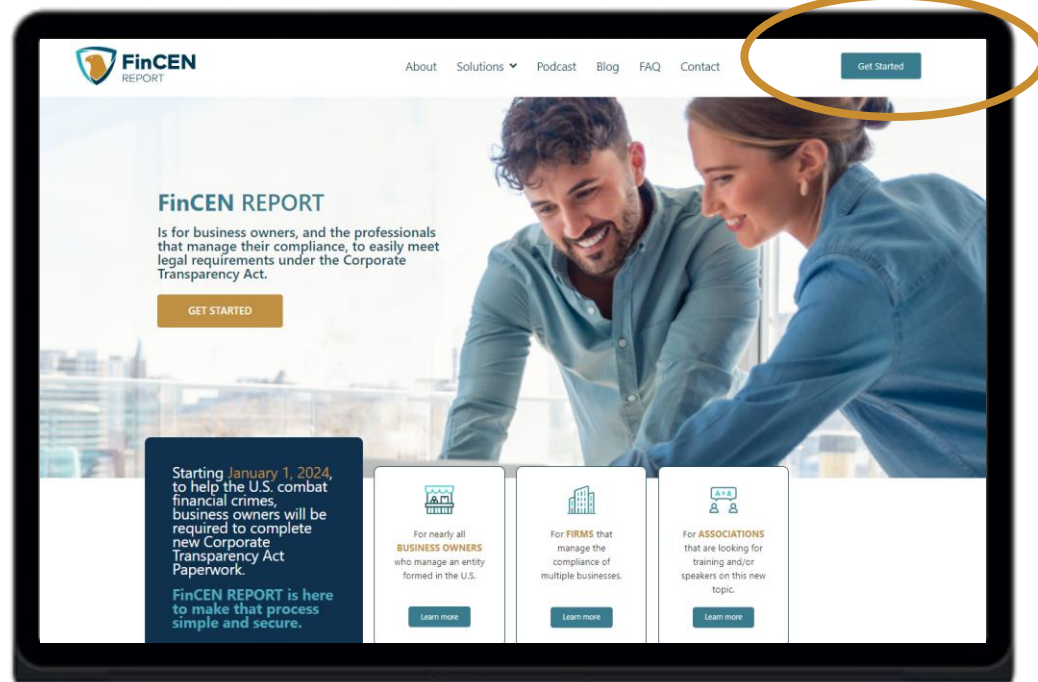 FinCEN
REPORT
About Solutions Podcast Blog FAQ Contact
Get Started
FinCEN REPORT
Is for business owners, and the professionals
that manage their compliance, to easily meet
legal requirements under the Corporate
Transparency Act.
GET STARTED
Starting January 1, 2024,
to help the U.S. combat
financial crimes,
business owners will be
required to complete
new Corporate
Transparency Act
Paperwork.
FinCEN REPORT is here
to make that process
simple and secure.
For nearly all
BUSINESS OWNERS
who manage an entity
formed in the U.S.
Learn more
For FIRMS that
manage the
compliance of
multiple businesses.
Learn more
For ASSOCIATIONS
that are looking for
training and/or
speakers on this new
topic.
Learn more